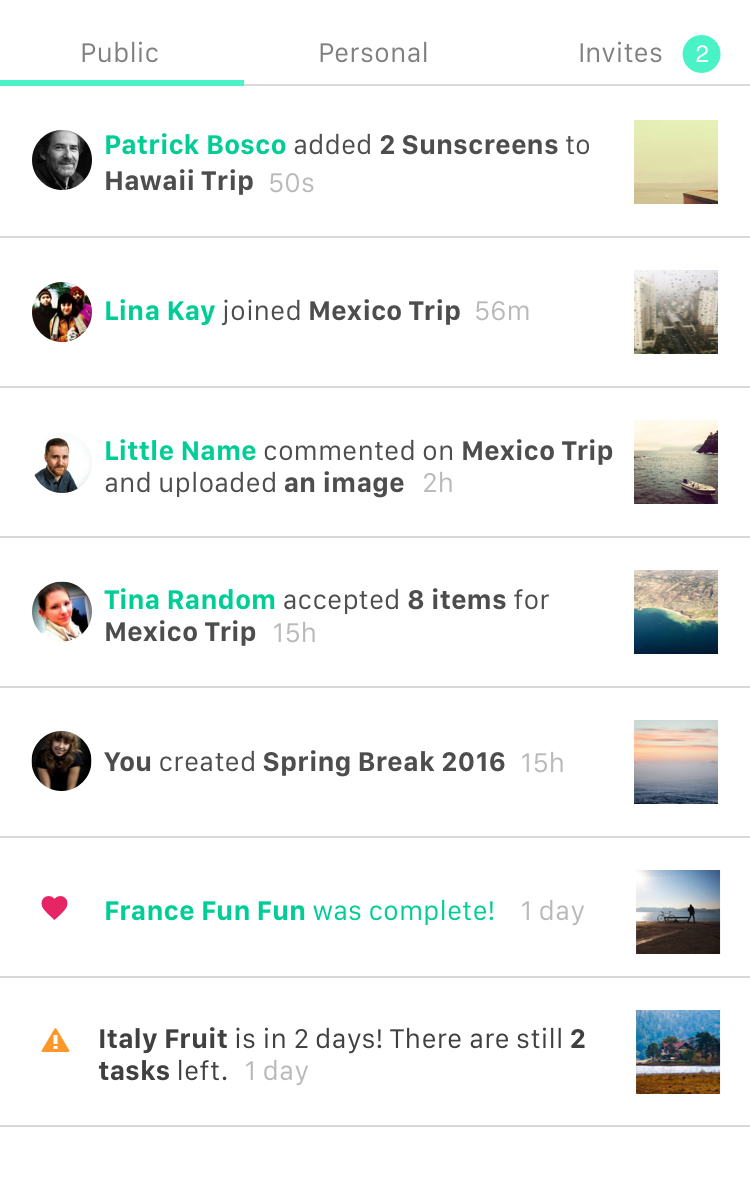 Public Personal Invites 2
Patrick Bosco added 2 Sunscreens to
Hawaii Trip 50s
Lina Kay joined Mexico Trip 56m
Little Name commented on Mexico Trip
and uploaded an image 2h
Tina Random accepted 8 items for
Mexico Trip 15h
You created Spring Break 2016 15h
France Fun Fun was complete! 1 day
Italy Fruit is in 2 days! There are still 2
tasks left. 1 day